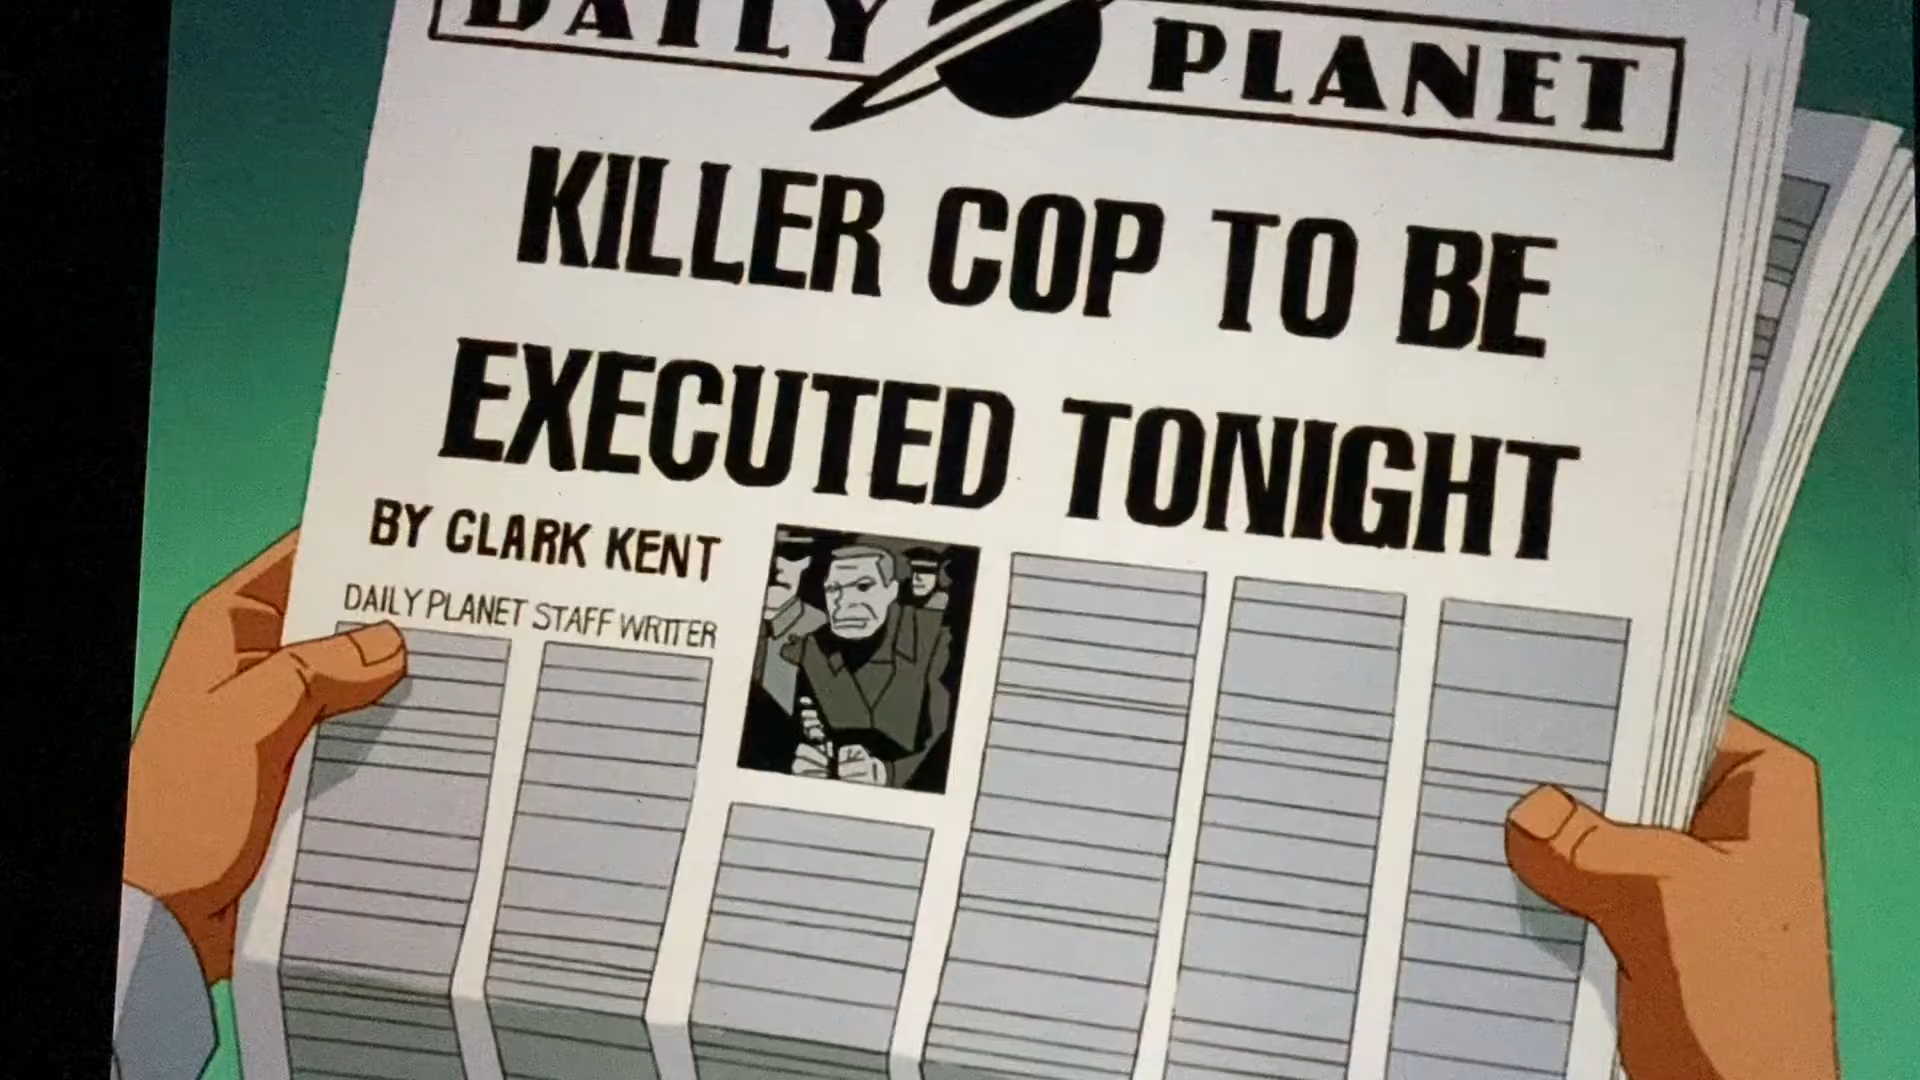 DAILY PLANET
KILLER COP TO BE
EXECUTED TONIGHT
BY CLARK KENT
DAILY PLANET STAFF WRITER